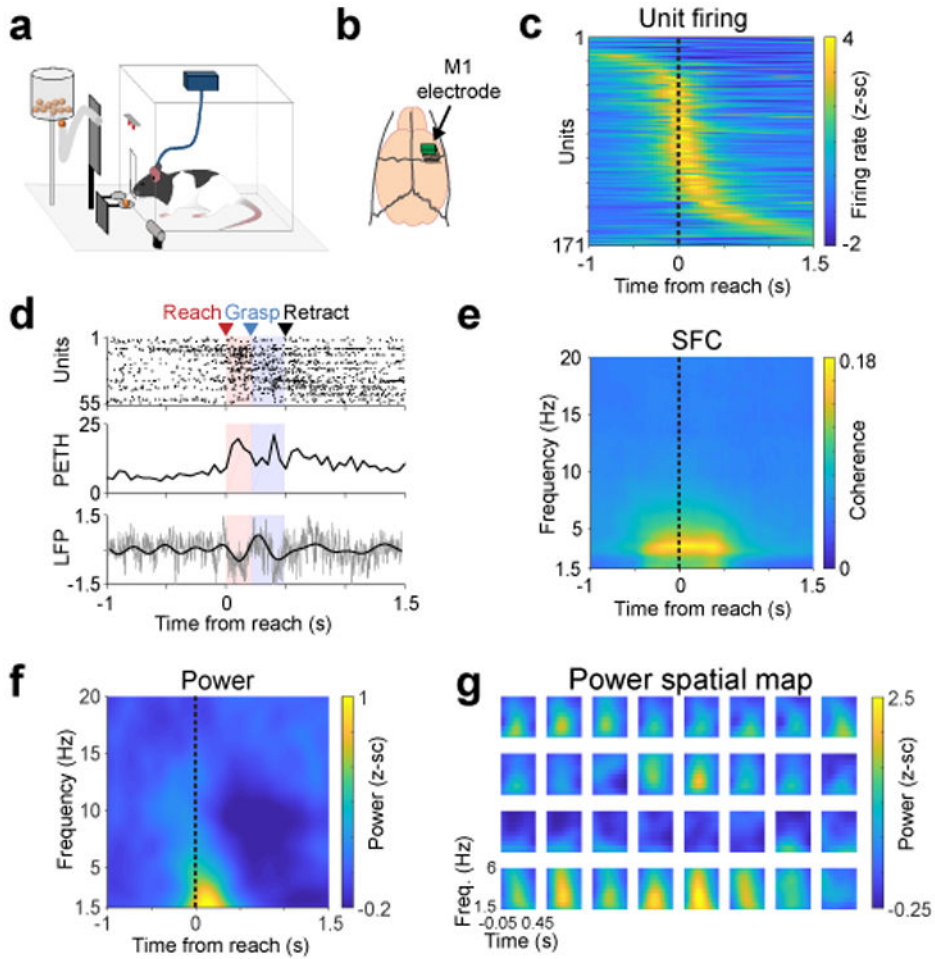 a
b
M1
electrode
c
Unit firing
1
Units
171
-1
0
1.5
Time from reach (s)
4
Firing rate (z-sc)
-2
d
Reach
Grasp
Retract
1
Units
55
25
PETH
0
1.5
LFP
-1.5
-1
0
1.5
Time from reach (s)
e
SFC
20
15
10
5
1.5
Frequency (Hz)
-1
0
1.5
Time from reach (s)
0.18
Coherence
0
f
Power
20
15
10
5
1.5
Frequency (Hz)
-1
0
1.5
Time from reach (s)
1
Power (z-sc)
-0.2
g
Power spatial map
6
Freq. (Hz)
1.5
-0.05 0.45
Time (s)
2.5
Power (z-sc)
-0.25